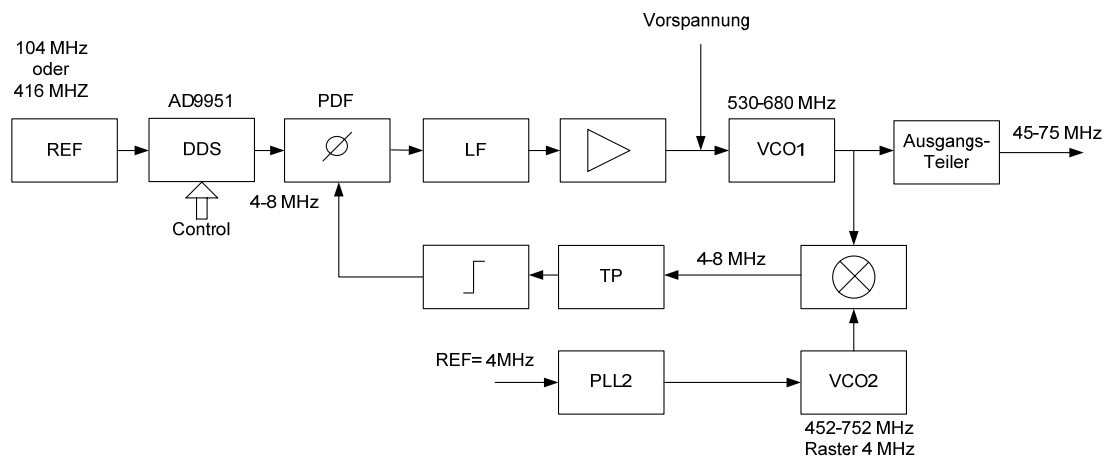 Vorspannung
104 MHz
oder
416 MHZ
AD9951
PDF
530-680 MHz
REF
DDS
LF
VCO1
Ausgangs-
Teiler
45-75 MHz
4-8 MHz
Control
TP
4-8 MHz
REF= 4MHz
PLL2
VCO2
452-752 MHz
Raster 4 MHz